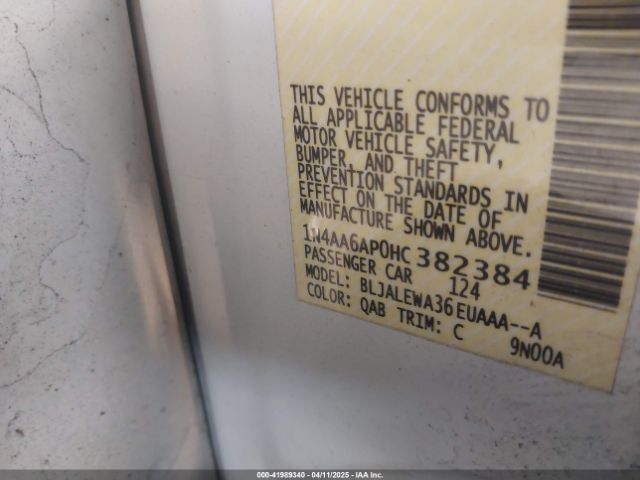 THIS VEHICLE CONFORMS TO
ALL APPLICABLE FEDERAL
MOTOR VEHICLE SAFETY,
BUMPER, AND THEFT
PREVENTION STANDARDS IN
EFFECT ON THE DATE OF
MANUFACTURE SHOWN ABOVE.
1N4AA6AP0HC382384
PASSENGER CAR 124
MODEL: BLJALEWA36EUAAA--A
COLOR: QAB TRIM: C 9N00A
000-41989340 - 04/11/2025 - IAA Inc.